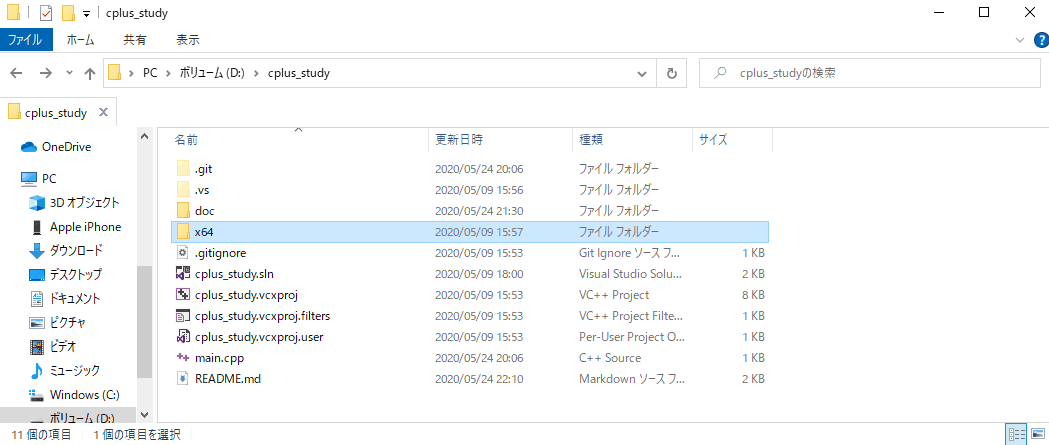 cplus_study
ファイル ホーム 共有 表示
PC ボリューム (D:) cplus_study cplus_studyの検索
cplus_study
OneDrive
PC
3D オブジェクト
Apple iPhone
ダウンロード
デスクトップ
ドキュメント
ピクチャ
ビデオ
ミュージック
Windows (C:)
ボリューム (D:)
名前 更新日時 種類 サイズ
.git 2020/05/24 20:06 ファイル フォルダー
.vs 2020/05/09 15:56 ファイル フォルダー
doc 2020/05/24 21:30 ファイル フォルダー
x64 2020/05/09 15:57 ファイル フォルダー
.gitignore 2020/05/09 15:53 Git Ignore ソース フ... 1 KB
cplus_study.sln 2020/05/09 18:00 Visual Studio Solu... 2 KB
cplus_study.vcxproj 2020/05/09 15:53 VC++ Project 8 KB
cplus_study.vcxproj.filters 2020/05/09 15:53 VC++ Project Filte... 1 KB
cplus_study.vcxproj.user 2020/05/09 15:53 Per-User Project O... 1 KB
main.cpp 2020/05/24 20:06 C++ Source 1 KB
README.md 2020/05/24 22:10 Markdown ソース フ... 2 KB
11 個の項目 1 個の項目を選択